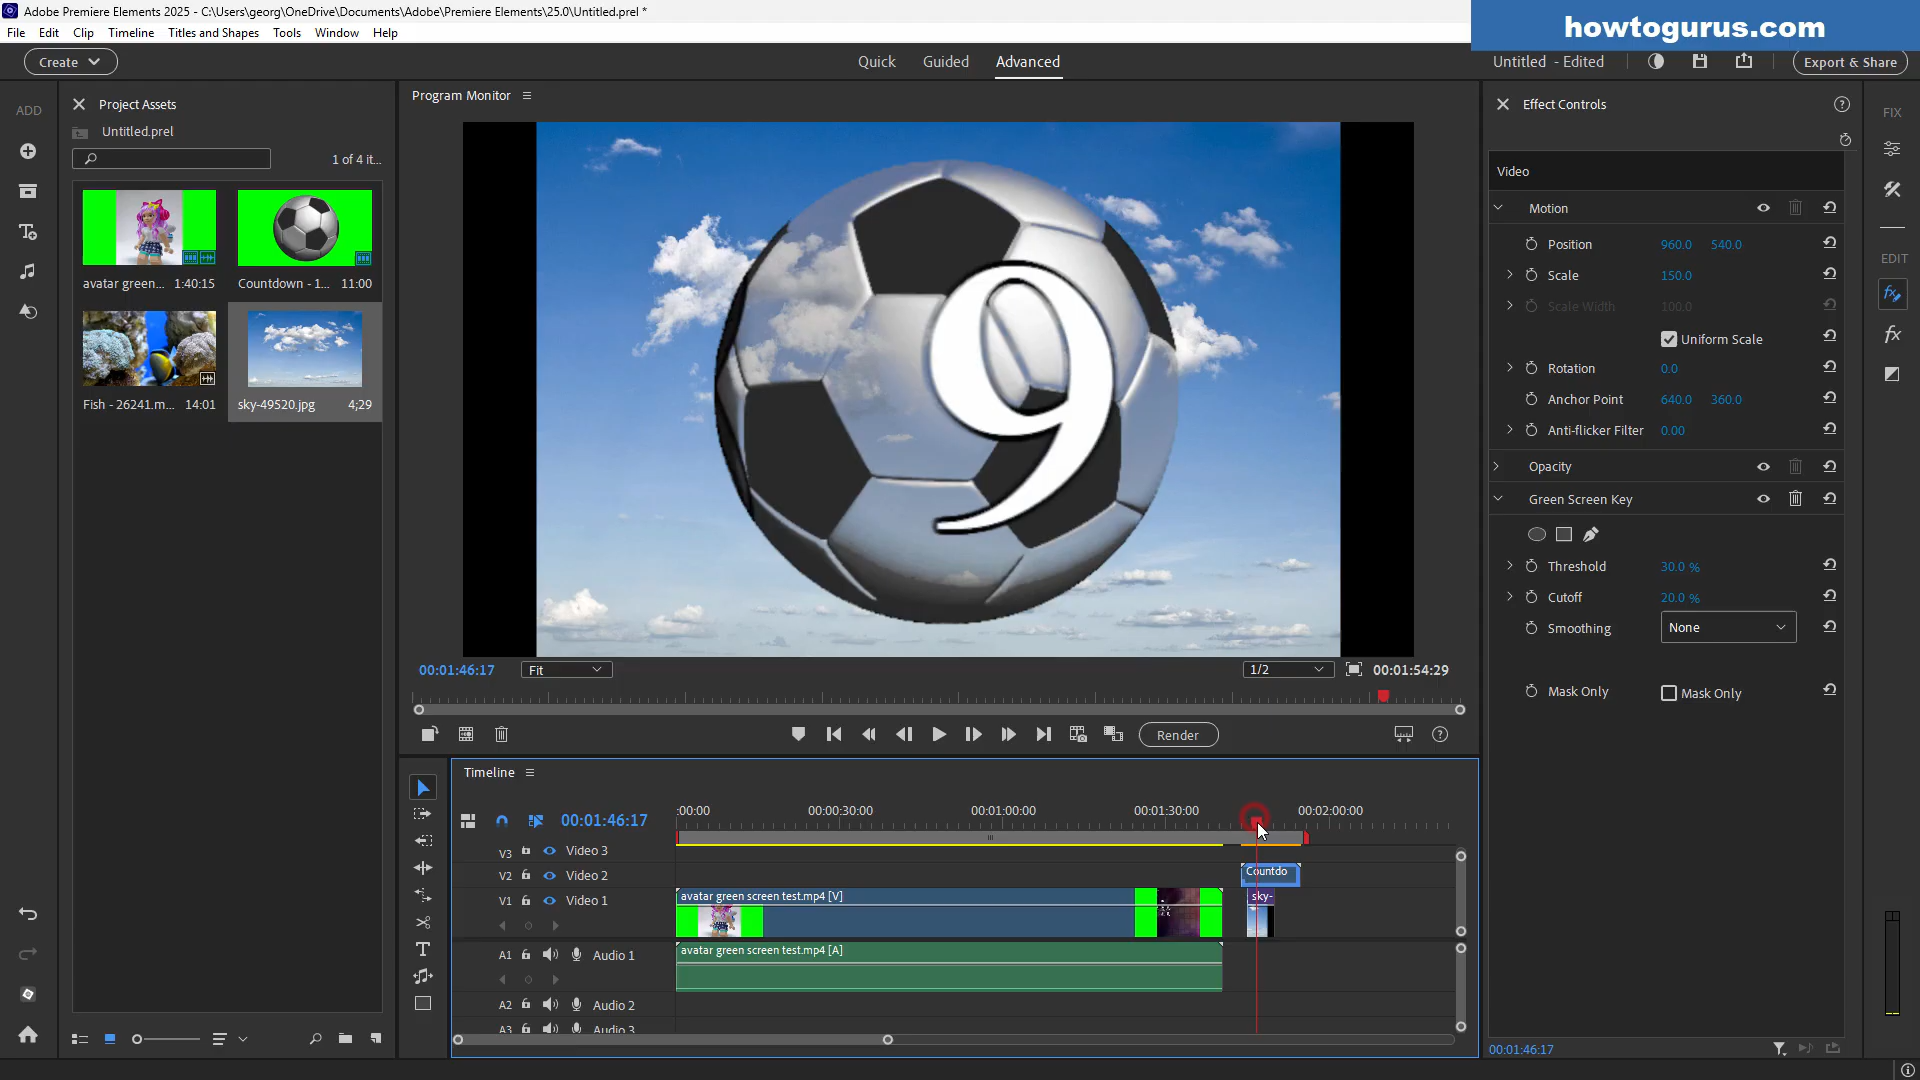 Adobe Premiere Elements 2025 - C:\Users\georg\OneDrive\Documents\Adobe\Premiere Elements\25.0\Untitled.prel *
howtogurus.com
File Edit Clip Timeline Titles and Shapes Tools Window Help
Create
Quick Guided Advanced
Untitled - Edited
Export & Share
ADD
Project Assets
Untitled.prel
1 of 4 it...
avatar green... 1:40:15
Countdown - 1... 11:00
Fish - 26241.m... 14:01
sky-49520.jpg 4;29
Program Monitor
9
00:01:46:17
Fit
1/2
00:01:54:29
Render
Timeline
00:01:46:17
:00:00 00:00:30:00 00:01:00:00 00:01:30:00 00:02:00:00
V3 Video 3
V2 Video 2
Countdo
V1 Video 1
avatar green screen test.mp4 [V]
sky-
A1 Audio 1
avatar green screen test.mp4 [A]
A2 Audio 2
A3 Audio 3
Effect Controls
Video
Motion
Position 960.0 540.0
Scale 150.0
Scale Width 100.0
Uniform Scale
Rotation 0.0
Anchor Point 640.0 360.0
Anti-flicker Filter 0.00
Opacity
Green Screen Key
Threshold 30.0 %
Cutoff 20.0 %
Smoothing None
Mask Only Mask Only
00:01:46:17
FIX
EDIT